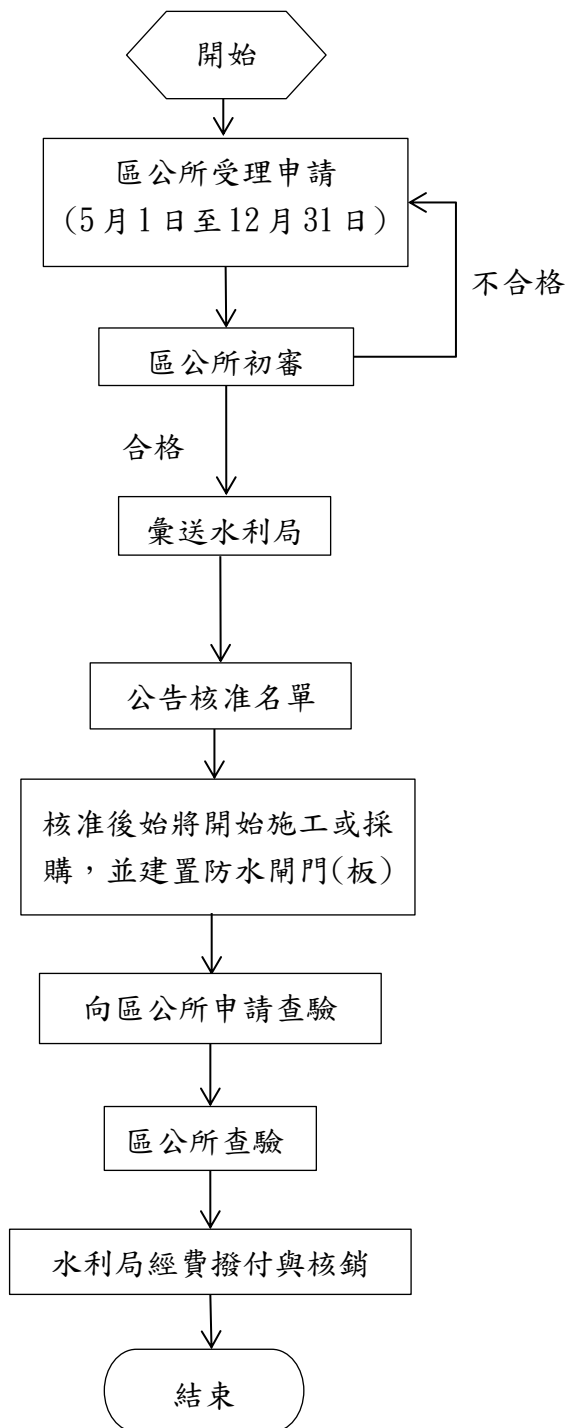 開始
區公所受理申請
(5月1日至12月31日)
不合格
區公所初審
合格
彙送水利局
公告核准名單
核准後始將開始施工或採
購，並建置防水閘門(板)
向區公所申請查驗
區公所查驗
水利局經費撥付與核銷
結束